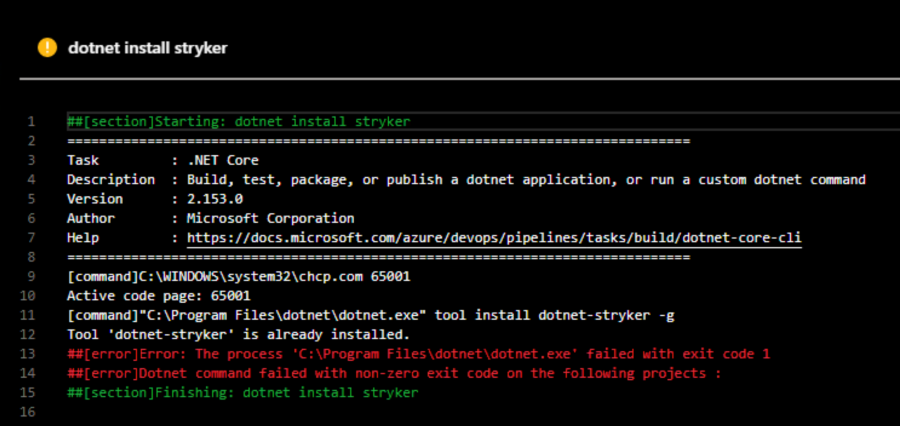 ! dotnet install stryker
1 ##[section]Starting: dotnet install stryker
2 ==============================================================================
3 Task         : .NET Core
4 Description  : Build, test, package, or publish a dotnet application, or run a custom dotnet command
5 Version      : 2.153.0
6 Author       : Microsoft Corporation
7 Help         : https://docs.microsoft.com/azure/devops/pipelines/tasks/build/dotnet-core-cli
8 ==============================================================================
9 [command]C:\WINDOWS\system32\chcp.com 65001
10 Active code page: 65001
11 [command]"C:\Program Files\dotnet\dotnet.exe" tool install dotnet-stryker -g
12 Tool 'dotnet-stryker' is already installed.
13 ##[error]Error: The process 'C:\Program Files\dotnet\dotnet.exe' failed with exit code 1
14 ##[error]Dotnet command failed with non-zero exit code on the following projects :
15 ##[section]Finishing: dotnet install stryker
16